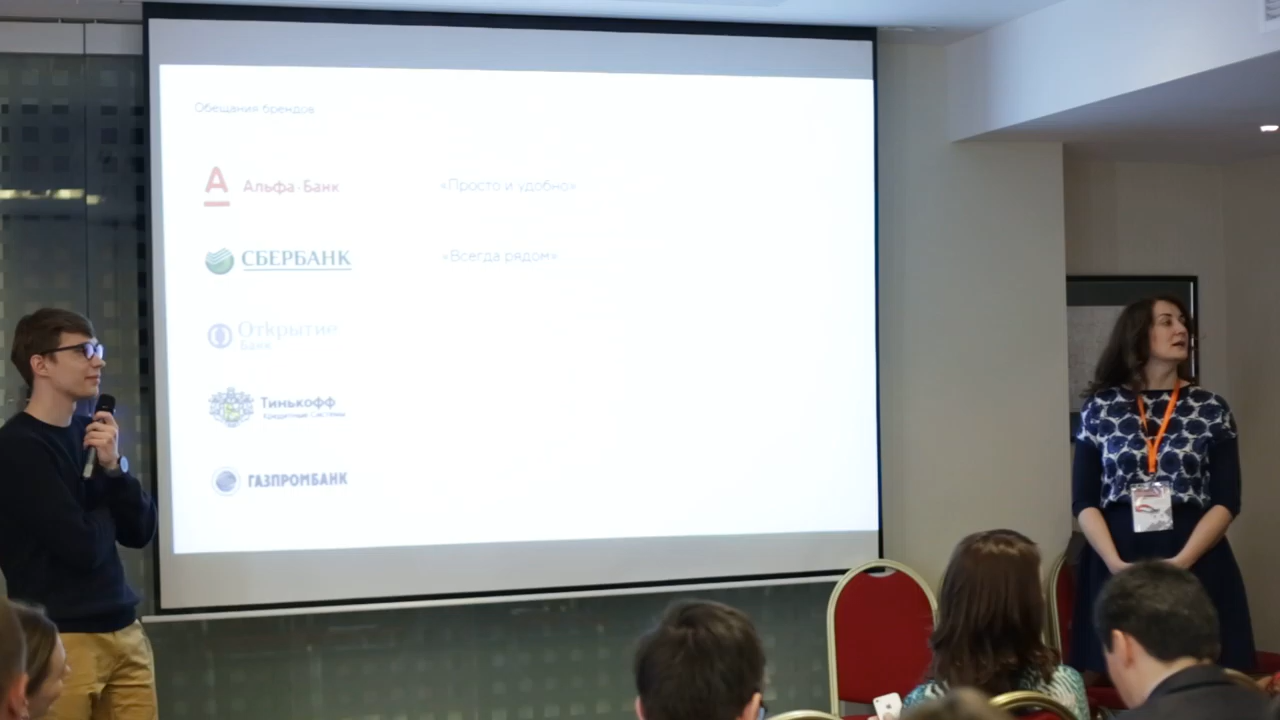 Обещания брендов
Альфа·Банк «Просто и удобно»
СБЕРБАНК «Всегда рядом»
Открытие
Банк
Тинькофф
Кредитные Системы
ГАЗПРОМБАНК